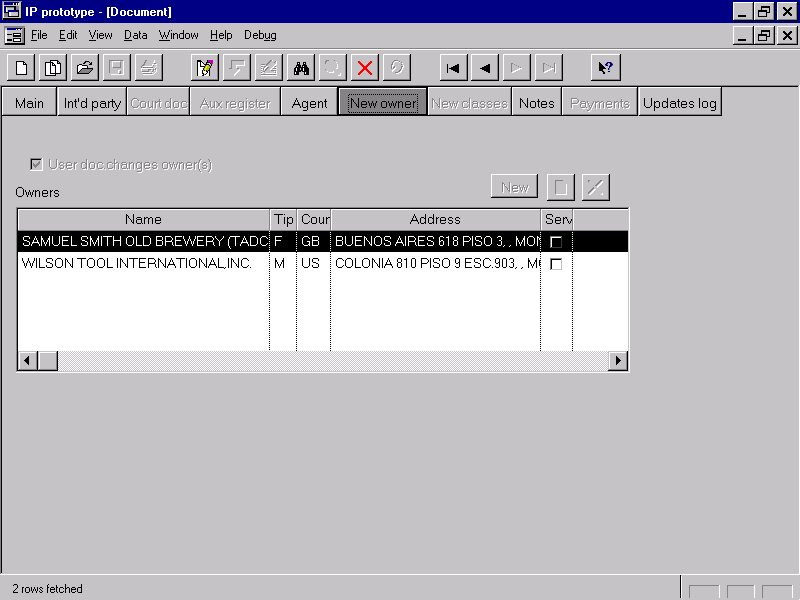 IP prototype - [Document]
File Edit View Data Window Help Debug
Main Int'd party Court doc Aux register Agent New owner New classes Notes Payments Updates log
User doc changes owner(s)
Owners New
Name Tip Cour Address Serv
SAMUEL SMITH OLD BREWERY (TADC F GB BUENOS AIRES 618 PISO 3, , MON
WILSON TOOL INTERNATIONAL,INC. M US COLONIA 810 PISO 9 ESC.903, , MO
2 rows fetched